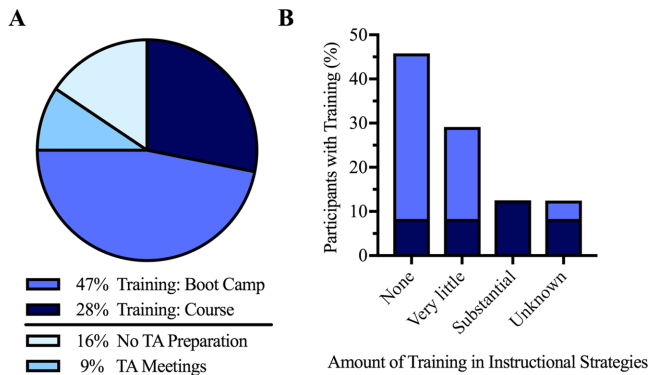 A
47% Training: Boot Camp
28% Training: Course
16% No TA Preparation
9% TA Meetings
B
Participants with Training (%)
50
40
30
20
10
0
None
Very little
Substantial
Unknown
Amount of Training in Instructional Strategies